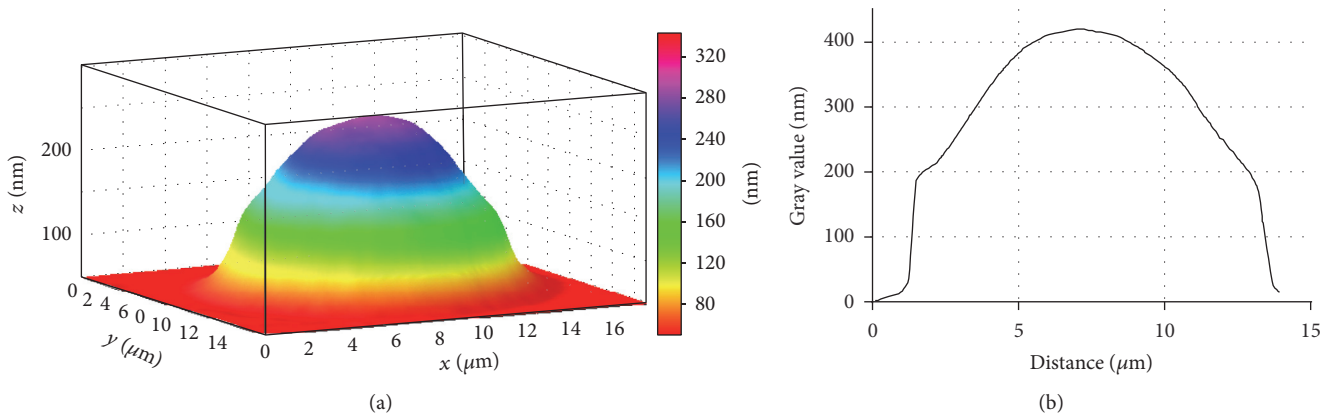 200
100
z (nm)
0 2 4 6 0 10 12 14
y (μm)
0 2 4 6 8 10 12 14 16
x (μm)
320
280
240
200
160
120
80
(nm)
(a)
400
300
200
100
0
Gray value (nm)
0 5 10 15
Distance (μm)
(b)